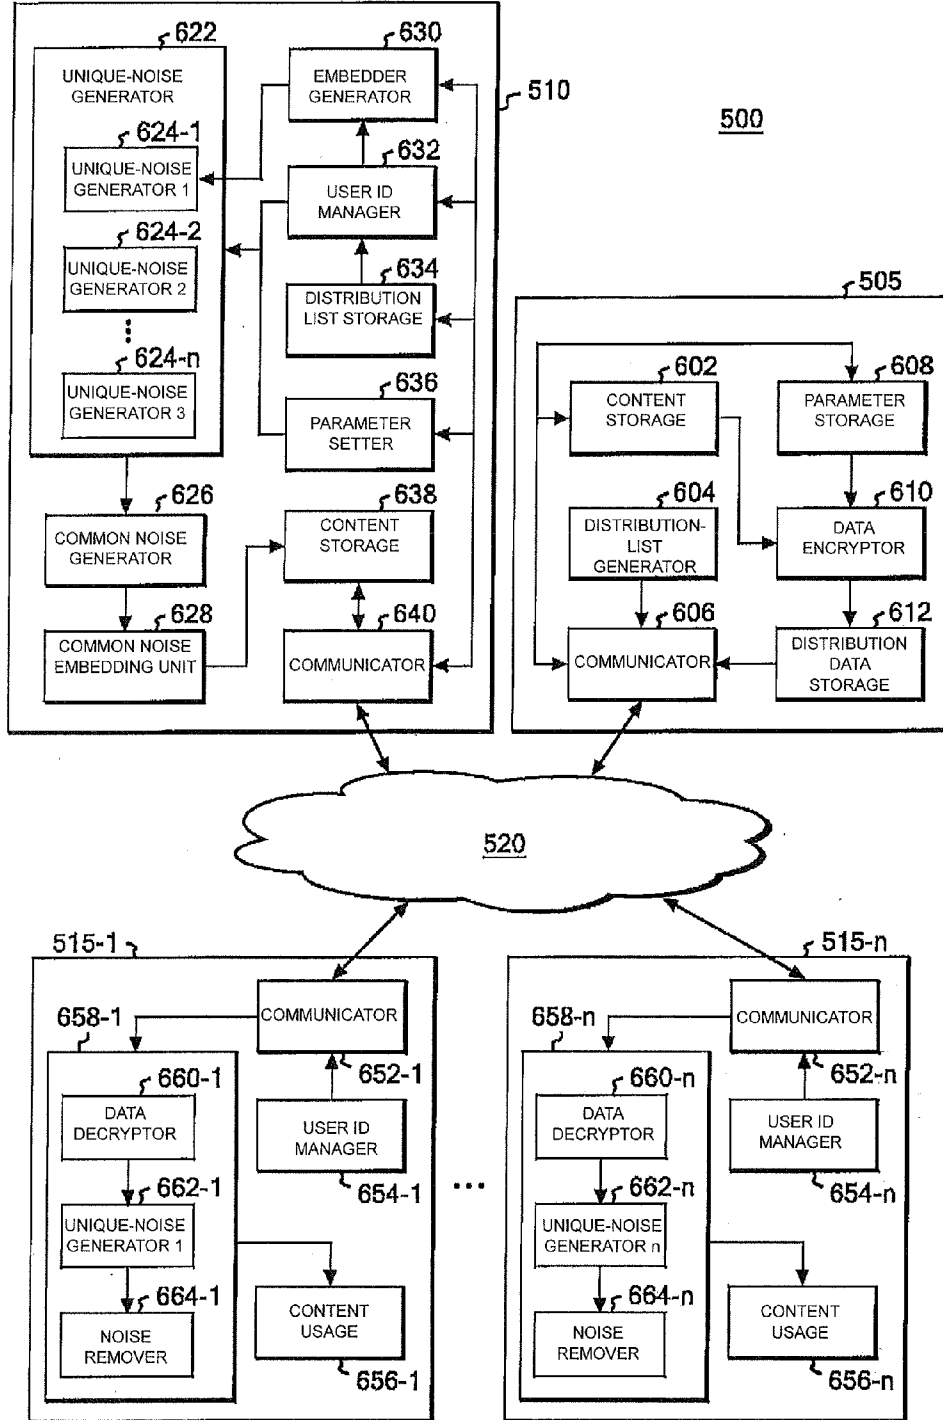 622
UNIQUE-NOISE
GENERATOR
624-1
UNIQUE-NOISE
GENERATOR 1
624-2
UNIQUE-NOISE
GENERATOR 2
624-n
UNIQUE-NOISE
GENERATOR 3
626
COMMON NOISE
GENERATOR
628
COMMON NOISE
EMBEDDING UNIT
630
EMBEDDER
GENERATOR
632
USER ID
MANAGER
634
DISTRIBUTION
LIST STORAGE
636
PARAMETER
SETTER
638
CONTENT
STORAGE
640
COMMUNICATOR
510
500
505
602
CONTENT
STORAGE
608
PARAMETER
STORAGE
604
DISTRIBUTION-
LIST
GENERATOR
610
DATA
ENCRYPTOR
606
COMMUNICATOR
612
DISTRIBUTION
DATA
STORAGE
520
515-1
COMMUNICATOR
652-1
658-1
660-1
DATA
DECRYPTOR
USER ID
MANAGER
654-1
662-1
UNIQUE-NOISE
GENERATOR 1
664-1
NOISE
REMOVER
CONTENT
USAGE
656-1
...
515-n
COMMUNICATOR
652-n
658-n
660-n
DATA
DECRYPTOR
USER ID
MANAGER
654-n
662-n
UNIQUE-NOISE
GENERATOR n
664-n
NOISE
REMOVER
CONTENT
USAGE
656-n